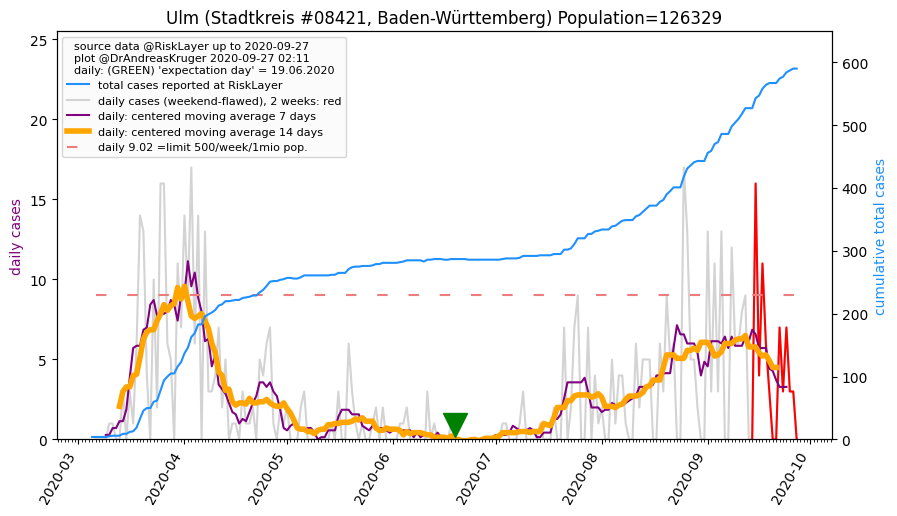 Ulm (Stadtkreis #08421, Baden-Württemberg) Population=126329
source data @RiskLayer up to 2020-09-27
plot @DrAndreasKruger 2020-09-27 02:11
daily: (GREEN) 'expectation day' = 19.06.2020
total cases reported at RiskLayer
daily cases (weekend-flawed), 2 weeks: red
daily: centered moving average 7 days
daily: centered moving average 14 days
daily 9.02 =limit 500/week/1mio pop.
daily cases
25
20
15
10
5
0
cumulative total cases
600
500
400
300
200
100
0
2020-03
2020-04
2020-05
2020-06
2020-07
2020-08
2020-09
2020-10